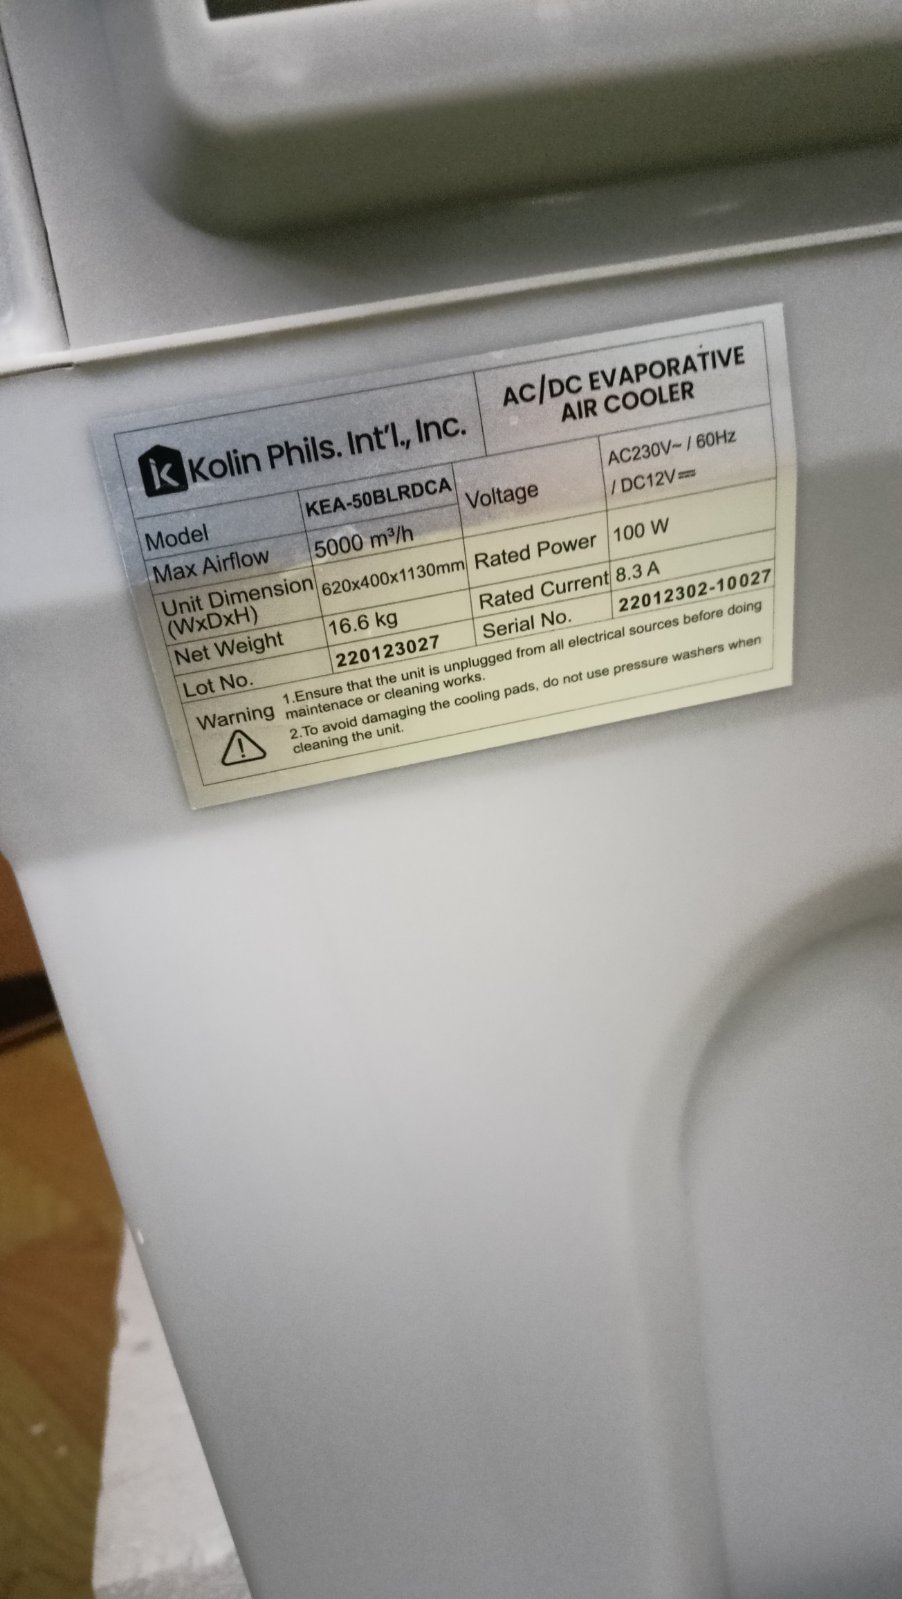 Kolin Phils. Int'l., Inc.
AC/DC EVAPORATIVE
AIR COOLER
Model
KEA-50BLRDCA
Voltage
AC230V~ / 60Hz
/ DC12V⎓
Max Airflow
5000 m³/h
Unit Dimension
(WxDxH)
620x400x1130mm
Rated Power
100 W
Net Weight
16.6 kg
Rated Current
8.3 A
Lot No.
220123027
Serial No.
22012302-10027
Warning
1.Ensure that the unit is unplugged from all electrical sources before doing
maintenace or cleaning works.
2.To avoid damaging the cooling pads, do not use pressure washers when
cleaning the unit.